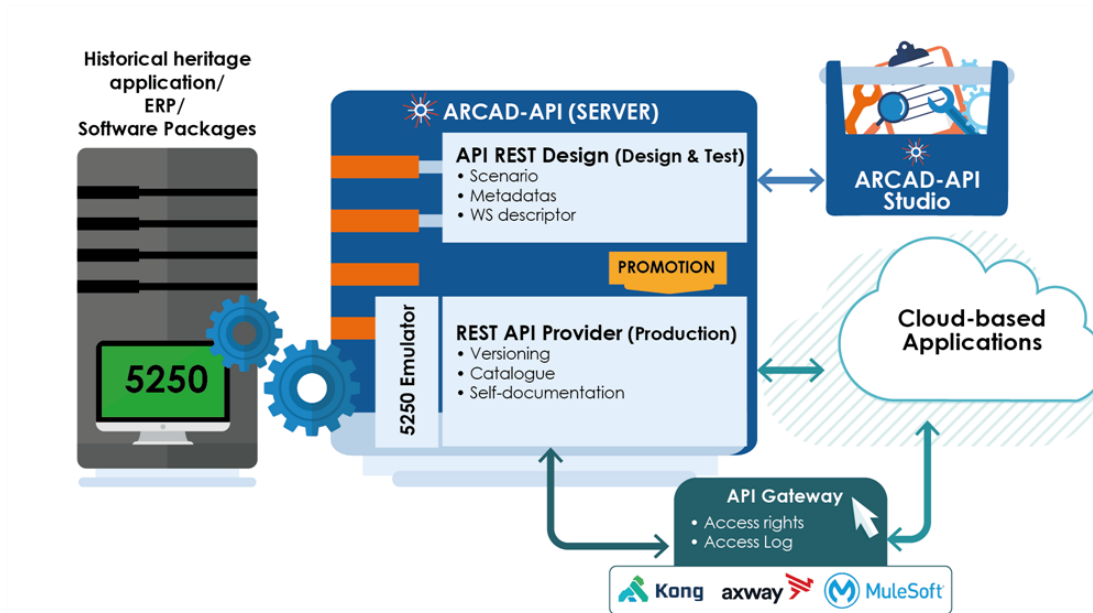 Historical heritage
application/
ERP/
Software Packages
5250
ARCAD-API (SERVER)
API REST Design (Design & Test)
• Scenario
• Metadatas
• WS descriptor
PROMOTION
5250 Emulator
REST API Provider (Production)
• Versioning
• Catalogue
• Self-documentation
ARCAD-API
Studio
Cloud-based
Applications
API Gateway
• Access rights
• Access Log
Kong axway MuleSoft